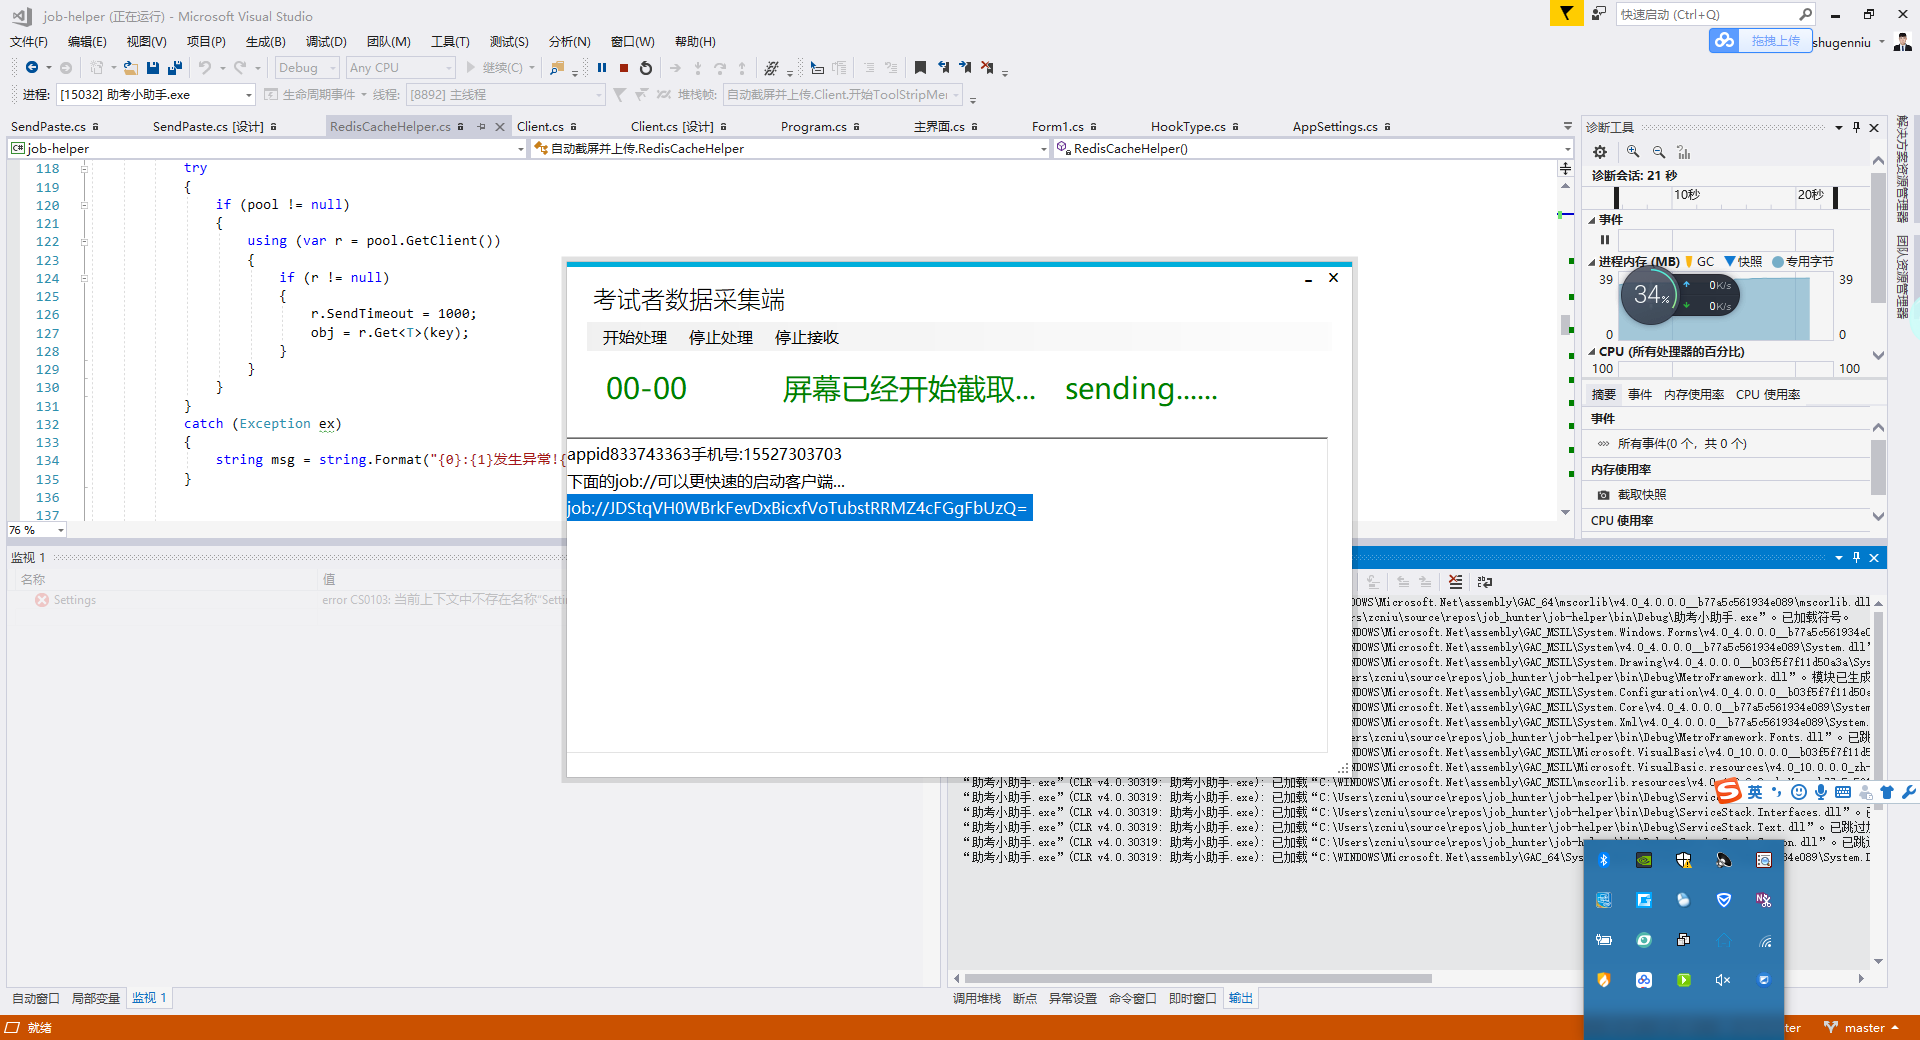 job-helper (正在运行) - Microsoft Visual Studio
快速启动 (Ctrl+Q)
文件(F) 编辑(E) 视图(V) 项目(P) 生成(B) 调试(D) 团队(M) 工具(T) 测试(S) 分析(N) 窗口(W) 帮助(H)
拖拽上传
shugenniu
Debug Any CPU 继续(C)
进程: [15032] 助考小助手.exe 生命周期事件 线程: [8892] 主线程 堆栈帧: 自动截屏并上传.Client.开始ToolStripMe
SendPaste.cs SendPaste.cs [设计] RedisCacheHelper.cs Client.cs Client.cs [设计] Program.cs 主界面.cs Form1.cs HookType.cs AppSettings.cs
job-helper 自动截屏并上传.RedisCacheHelper RedisCacheHelper()
118 try
119 {
120 if (pool != null)
121 {
122 using (var r = pool.GetClient())
123 {
124 if (r != null)
125 {
126 r.SendTimeout = 1000;
127 obj = r.Get<T>(key);
128 }
129 }
130 }
131 }
132 catch (Exception ex)
133 {
134 string msg = string.Format("{0}:{1}发生异常!{
135 }
136
137
76 %
考试者数据采集端
开始处理 停止处理 停止接收
00-00 屏幕已经开始截取... sending......
appid833743363手机号:15527303703
下面的job://可以更快速的启动客户端...
job://JDStqVH0WBrkFevDxBicxfVoTubstRRMZ4cFGgFbUzQ=
诊断工具
诊断会话: 21 秒
10秒 20秒
事件
进程内存 (MB) GC 快照 专用字节
39 39
34% 0K/s
0K/s
0 0
CPU (所有处理器的百分比)
100 100
摘要 事件 内存使用率 CPU 使用率
事件
所有事件(0 个，共 0 个)
内存使用率
截取快照
CPU 使用率
解决方案资源管理器
团队资源管理器
监视 1
名称 值
Settings error CS0103: 当前上下文中不存在名称"Setti
NDOWS\Microsoft.Net\assembly\GAC_64\mscorlib\v4.0_4.0.0.0__b77a5c561934e089\mscorlib.dll
rs\zcniu\source\repos\job_hunter\job-helper\bin\Debug\助考小助手.exe”。已加载符号。
NDOWS\Microsoft.Net\assembly\GAC_MSIL\System.Windows.Forms\v4.0_4.0.0.0__b77a5c561934e0
NDOWS\Microsoft.Net\assembly\GAC_MSIL\System\v4.0_4.0.0.0__b77a5c561934e089\System.dll”
NDOWS\Microsoft.Net\assembly\GAC_MSIL\System.Drawing\v4.0_4.0.0.0__b03f5f7f11d50a3a\Sys
rs\zcniu\source\repos\job_hunter\job-helper\bin\Debug\MetroFramework.dll”。模块已生成
NDOWS\Microsoft.Net\assembly\GAC_MSIL\System.Configuration\v4.0_4.0.0.0__b03f5f7f11d50a
NDOWS\Microsoft.Net\assembly\GAC_MSIL\System.Core\v4.0_4.0.0.0__b77a5c561934e089\System
NDOWS\Microsoft.Net\assembly\GAC_MSIL\System.Xml\v4.0_4.0.0.0__b77a5c561934e089\System.
rs\zcniu\source\repos\job_hunter\job-helper\bin\Debug\MetroFramework.Fonts.dll”。已跳
NDOWS\Microsoft.Net\assembly\GAC_MSIL\Microsoft.VisualBasic\v4.0_10.0.0.0__b03f5f7f11d5
NDOWS\Microsoft.Net\assembly\GAC_MSIL\Microsoft.VisualBasic.resources\v4.0_10.0.0.0_zh-
“助考小助手.exe”(CLR v4.0.30319: 助考小助手.exe): 已加载“C:\WINDOWS\Microsoft.Net\assembly\GAC_MSIL\mscorlib.resources\v4.0
“助考小助手.exe”(CLR v4.0.30319: 助考小助手.exe): 已加载“C:\Users\zcniu\source\repos\job_hunter\job-helper\bin\Debug\Service
“助考小助手.exe”(CLR v4.0.30319: 助考小助手.exe): 已加载“C:\Users\zcniu\source\repos\job_hunter\job-helper\bin\Debug\ServiceStack.Interfaces.dll”。已
“助考小助手.exe”(CLR v4.0.30319: 助考小助手.exe): 已加载“C:\Users\zcniu\source\repos\job_hunter\job-helper\bin\Debug\ServiceStack.Text.dll”。已跳过
“助考小助手.exe”(CLR v4.0.30319: 助考小助手.exe): 已加载“C:\Users\zcniu\source\repos\job_hunter\job-helper\bin\Debug\ServiceStack
“助考小助手.exe”(CLR v4.0.30319: 助考小助手.exe): 已加载“C:\WINDOWS\Microsoft.Net\assembly\GAC_64\Sys
英
自动窗口 局部变量 监视 1
调用堆栈 断点 异常设置 命令窗口 即时窗口 输出
就绪
ter master